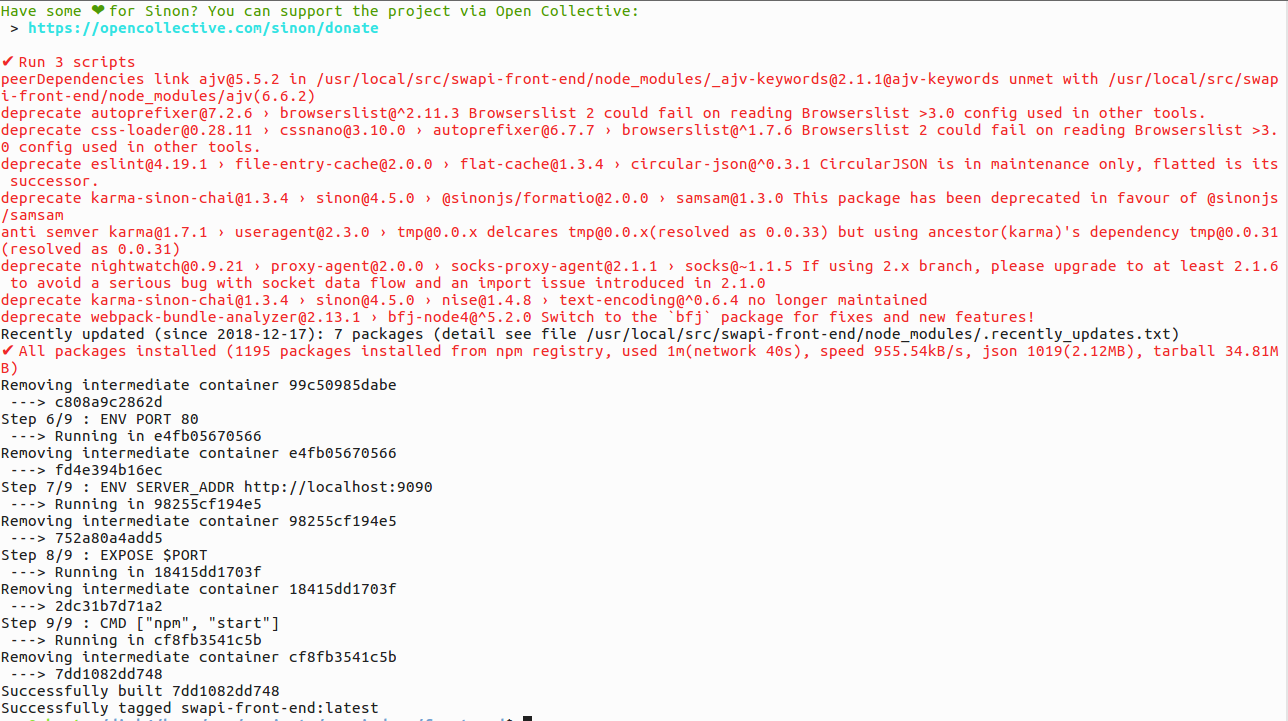 Have some ❤ for Sinon? You can support the project via Open Collective:
 > https://opencollective.com/sinon/donate
✔ Run 3 scripts
peerDependencies link ajv@5.5.2 in /usr/local/src/swapi-front-end/node_modules/_ajv-keywords@2.1.1@ajv-keywords unmet with /usr/local/src/swap
i-front-end/node_modules/ajv(6.6.2)
deprecate autoprefixer@7.2.6 › browserslist@^2.11.3 Browserslist 2 could fail on reading Browserslist >3.0 config used in other tools.
deprecate css-loader@0.28.11 › cssnano@3.10.0 › autoprefixer@6.7.7 › browserslist@^1.7.6 Browserslist 2 could fail on reading Browserslist >3.
0 config used in other tools.
deprecate eslint@4.19.1 › file-entry-cache@2.0.0 › flat-cache@1.3.4 › circular-json@^0.3.1 CircularJSON is in maintenance only, flatted is its
 successor.
deprecate karma-sinon-chai@1.3.4 › sinon@4.5.0 › @sinonjs/formatio@2.0.0 › samsam@1.3.0 This package has been deprecated in favour of @sinonjs
/samsam
anti semver karma@1.7.1 › useragent@2.3.0 › tmp@0.0.x delcares tmp@0.0.x(resolved as 0.0.33) but using ancestor(karma)'s dependency tmp@0.0.31
(resolved as 0.0.31)
deprecate nightwatch@0.9.21 › proxy-agent@2.0.0 › socks-proxy-agent@2.1.1 › socks@~1.1.5 If using 2.x branch, please upgrade to at least 2.1.6
 to avoid a serious bug with socket data flow and an import issue introduced in 2.1.0
deprecate karma-sinon-chai@1.3.4 › sinon@4.5.0 › nise@1.4.8 › text-encoding@^0.6.4 no longer maintained
deprecate webpack-bundle-analyzer@2.13.1 › bfj-node4@^5.2.0 Switch to the `bfj` package for fixes and new features!
Recently updated (since 2018-12-17): 7 packages (detail see file /usr/local/src/swapi-front-end/node_modules/.recently_updates.txt)
✔ All packages installed (1195 packages installed from npm registry, used 1m(network 40s), speed 955.54kB/s, json 1019(2.12MB), tarball 34.81M
B)
Removing intermediate container 99c50985dabe
 ---> c808a9c2862d
Step 6/9 : ENV PORT 80
 ---> Running in e4fb05670566
Removing intermediate container e4fb05670566
 ---> fd4e394b16ec
Step 7/9 : ENV SERVER_ADDR http://localhost:9090
 ---> Running in 98255cf194e5
Removing intermediate container 98255cf194e5
 ---> 752a80a4add5
Step 8/9 : EXPOSE $PORT
 ---> Running in 18415dd1703f
Removing intermediate container 18415dd1703f
 ---> 2dc31b7d71a2
Step 9/9 : CMD ["npm", "start"]
 ---> Running in cf8fb3541c5b
Removing intermediate container cf8fb3541c5b
 ---> 7dd1082dd748
Successfully built 7dd1082dd748
Successfully tagged swapi-front-end:latest